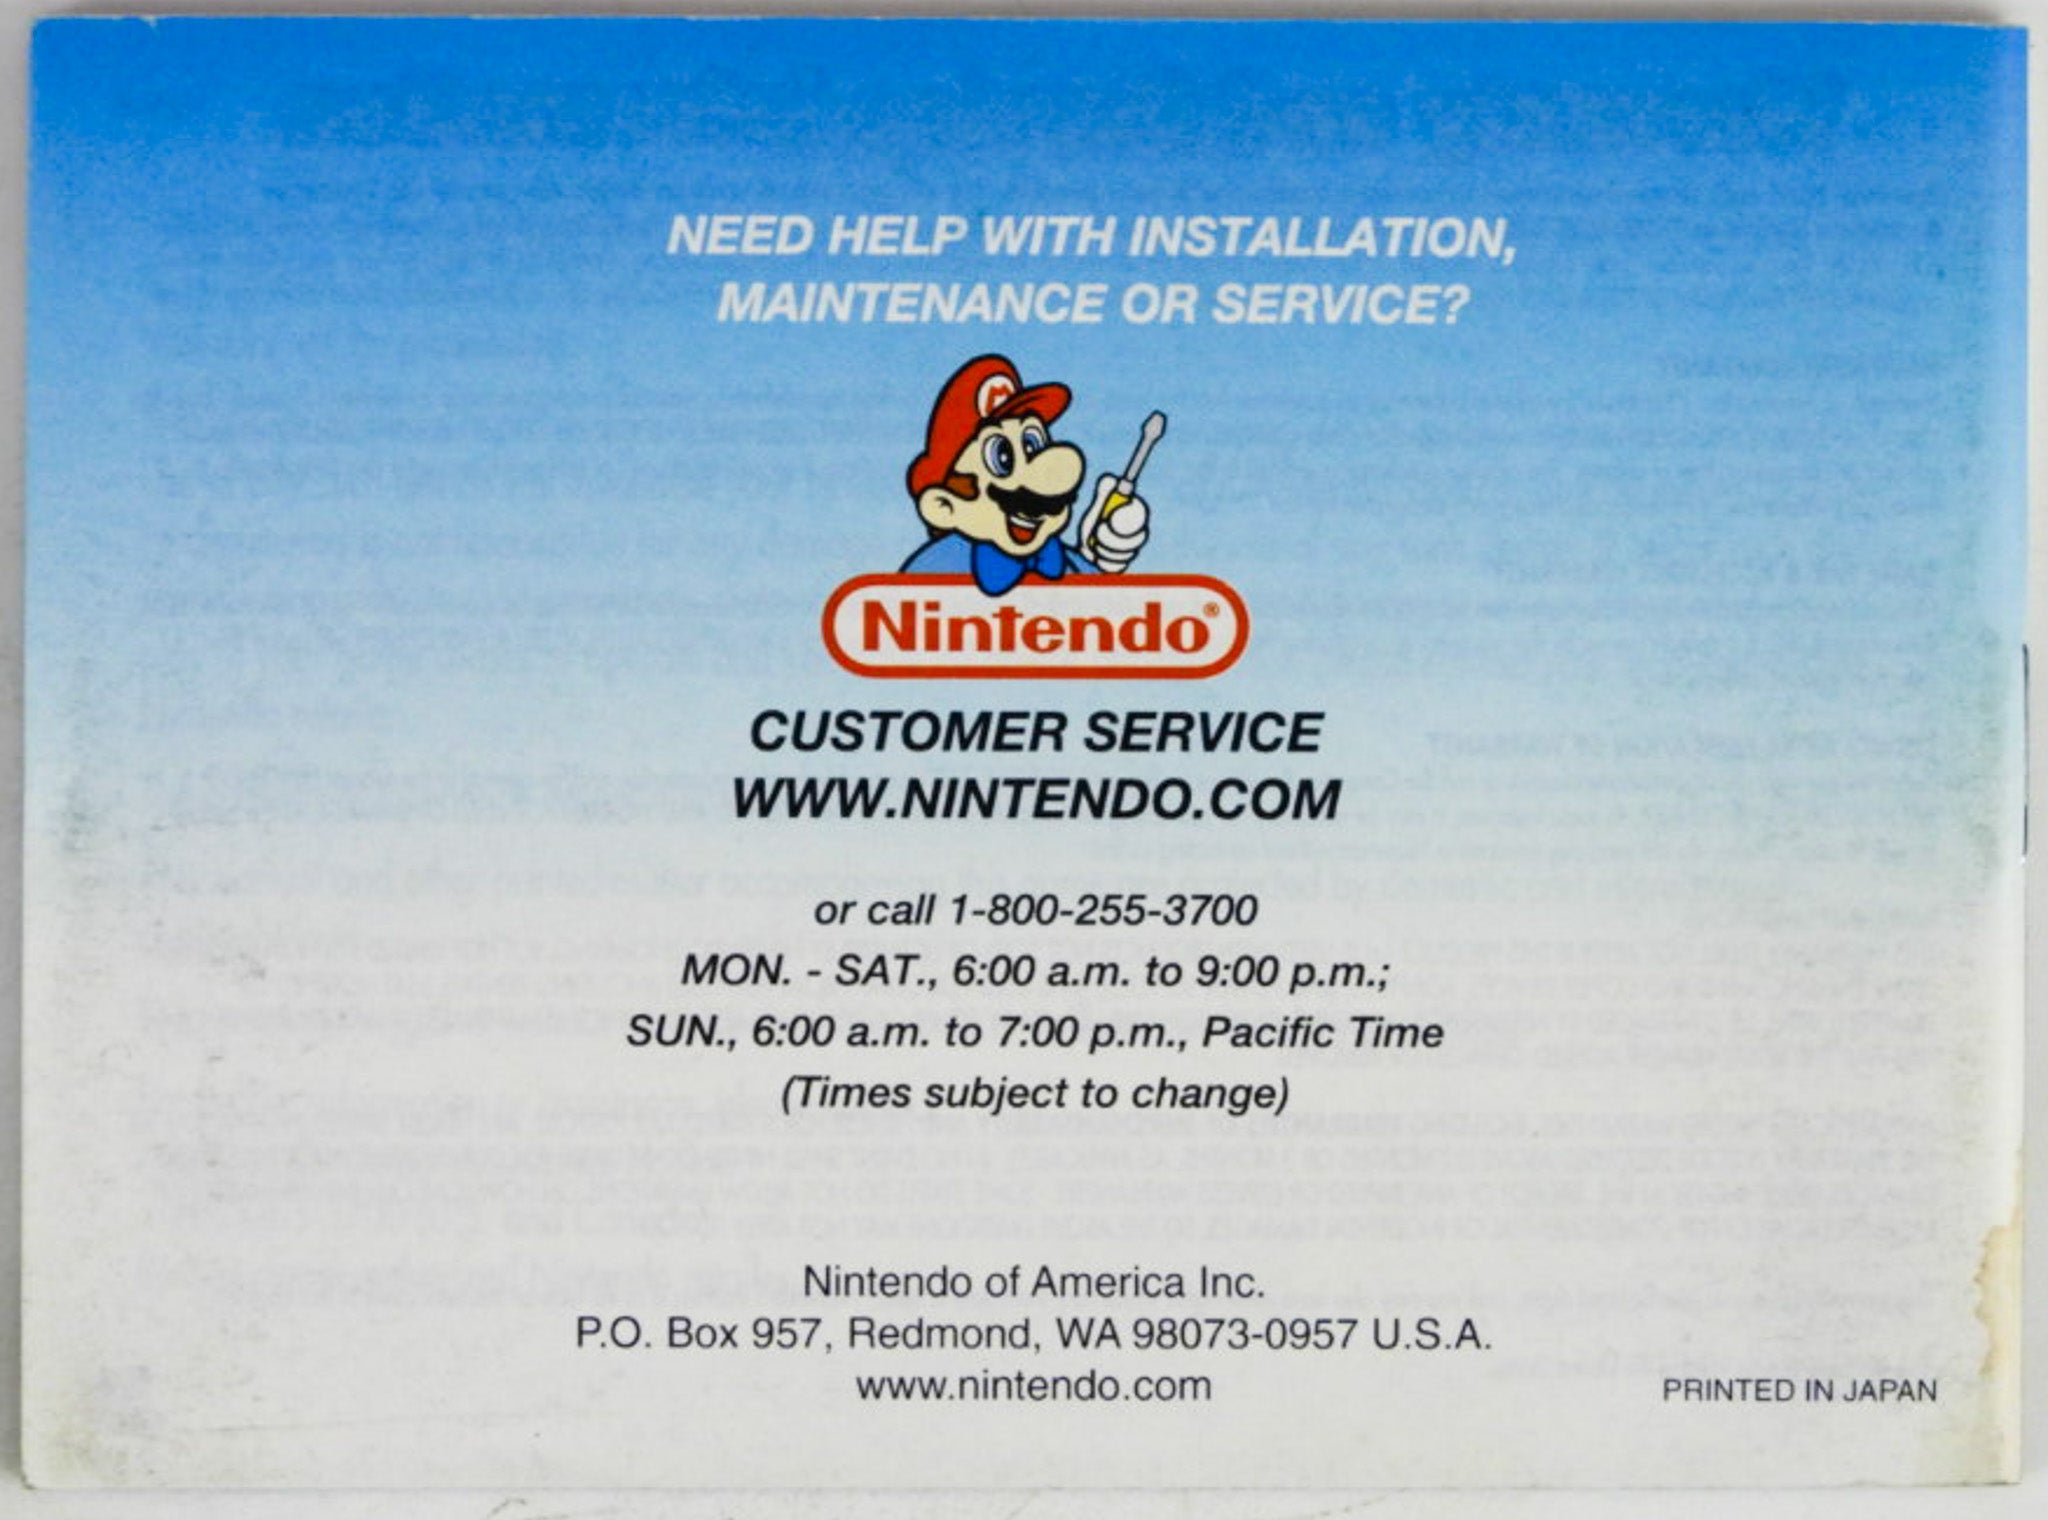 NEED HELP WITH INSTALLATION,
MAINTENANCE OR SERVICE?
M
Nintendo®
CUSTOMER SERVICE
WWW.NINTENDO.COM
or call 1-800-255-3700
MON. - SAT., 6:00 a.m. to 9:00 p.m.;
SUN., 6:00 a.m. to 7:00 p.m., Pacific Time
(Times subject to change)
Nintendo of America Inc.
P.O. Box 957, Redmond, WA 98073-0957 U.S.A.
www.nintendo.com
PRINTED IN JAPAN